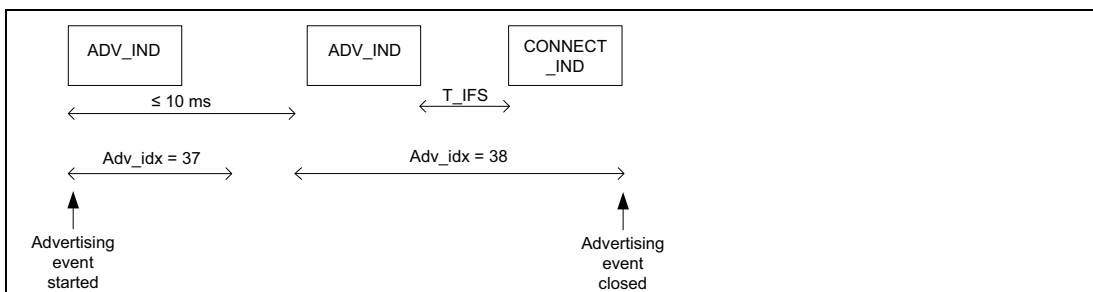 ADV_IND
ADV_IND
CONNECT
_IND
≤ 10 ms
T_IFS
Adv_idx = 37
Adv_idx = 38
Advertising
event
started
Advertising
event
closed